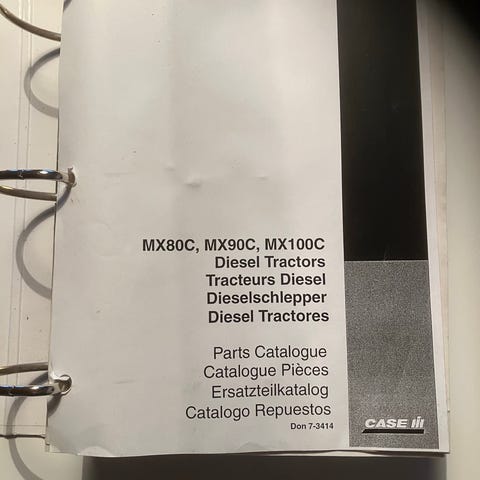 MX80C, MX90C, MX100C
Diesel Tractors
Tracteurs Diesel
Dieselschlepper
Diesel Tractores
Parts Catalogue
Catalogue Pièces
Ersatzteilkatalog
Catalogo Repuestos
Don 7-3414
CASE IH